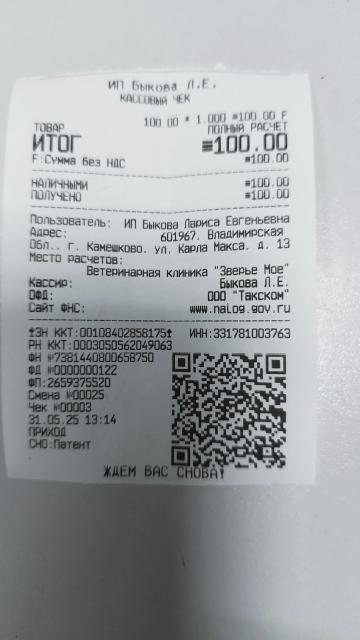 ИП Быкова Л.Е.
КАССОВЫЙ ЧЕК
100.00 * 1.000 =100.00 F
ТОВАР ПОЛНЫЙ РАСЧЕТ
ИТОГ =100.00
F:Сумма без НДС =100.00
НАЛИЧНЫМИ =100.00
ПОЛУЧЕНО =100.00
Пользователь: ИП Быкова Лариса Евгеньевна
Адрес: 601967, Владимирская
Обл., г. Камешково, ул. Карла Макса, д. 13
Место расчетов:
Ветеринарная клиника "Зверье Мое"
Кассир: Быкова Л.Е.
ОФД: ООО "Такском"
Сайт ФНС: www.nalog.gov.ru
*ЗН ККТ:00108402858175* ИНН:331781003763
РН ККТ:0003050562049063
ФН №7381440800658750
ФД №0000000122
ФП:2659375520
Смена №00025
Чек №00003
31.05.25 13:14
ПРИХОД
СНО:Патент
ЖДЕМ ВАС СНОВА!